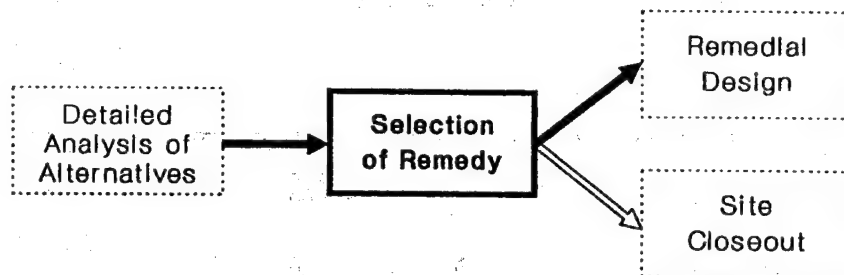 Detailed
Analysis of
Alternatives
Selection
of Remedy
Remedial
Design
Site
Closeout